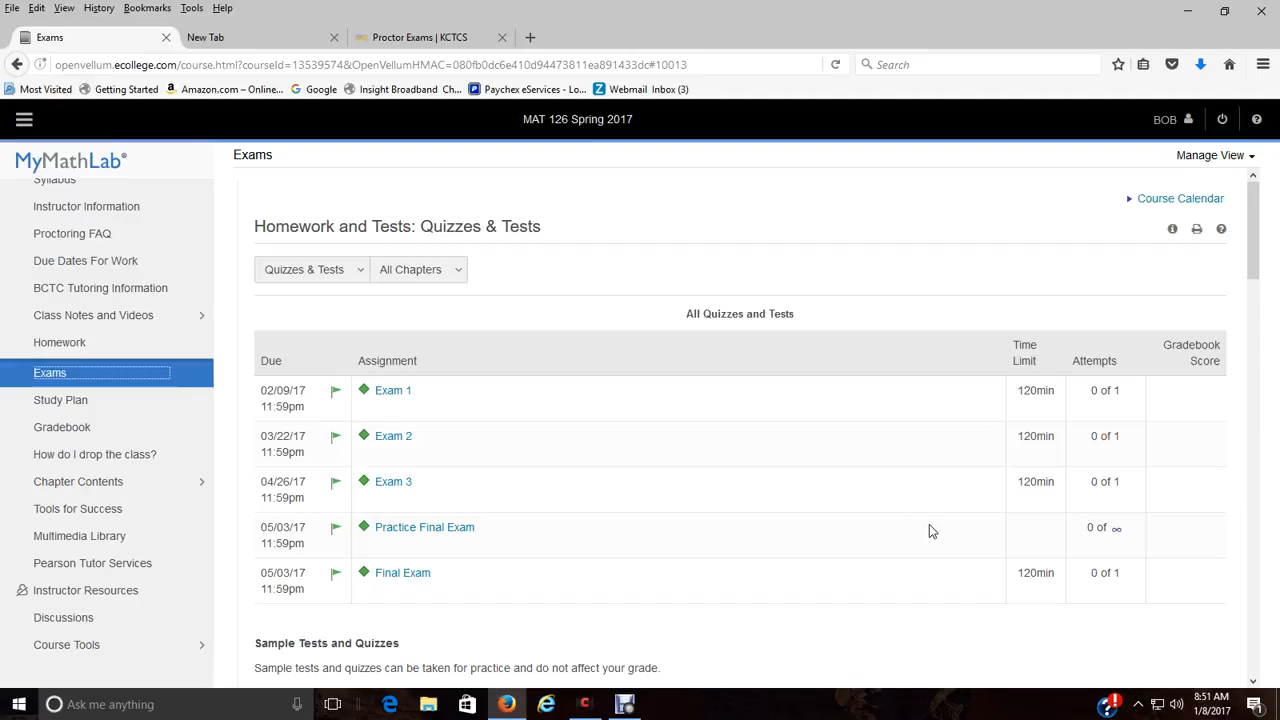 File Edit View History Bookmarks Tools Help
Exams
New Tab
Proctor Exams | KCTCS
openvellum.ecollege.com/course.html?courseId=13539574&OpenVellumHMAC=080fb0dc6e410d94473811ea891433dc#10013
Search
Most Visited Getting Started Amazon.com – Online... Google Insight Broadband Ch... Paychex eServices - Lo... Webmail Inbox (3)
MAT 126 Spring 2017
BOB
MyMathLab®
Syllabus
Instructor Information
Proctoring FAQ
Due Dates For Work
BCTC Tutoring Information
Class Notes and Videos
Homework
Exams
Study Plan
Gradebook
How do I drop the class?
Chapter Contents
Tools for Success
Multimedia Library
Pearson Tutor Services
Instructor Resources
Discussions
Course Tools
Exams
Manage View
Course Calendar
Homework and Tests: Quizzes & Tests
Quizzes & Tests
All Chapters
All Quizzes and Tests
Due Assignment Time Limit Attempts Gradebook Score
02/09/17 11:59pm Exam 1 120min 0 of 1
03/22/17 11:59pm Exam 2 120min 0 of 1
04/26/17 11:59pm Exam 3 120min 0 of 1
05/03/17 11:59pm Practice Final Exam 0 of ∞
05/03/17 11:59pm Final Exam 120min 0 of 1
Sample Tests and Quizzes
Sample tests and quizzes can be taken for practice and do not affect your grade.
Ask me anything
8:51 AM
1/8/2017